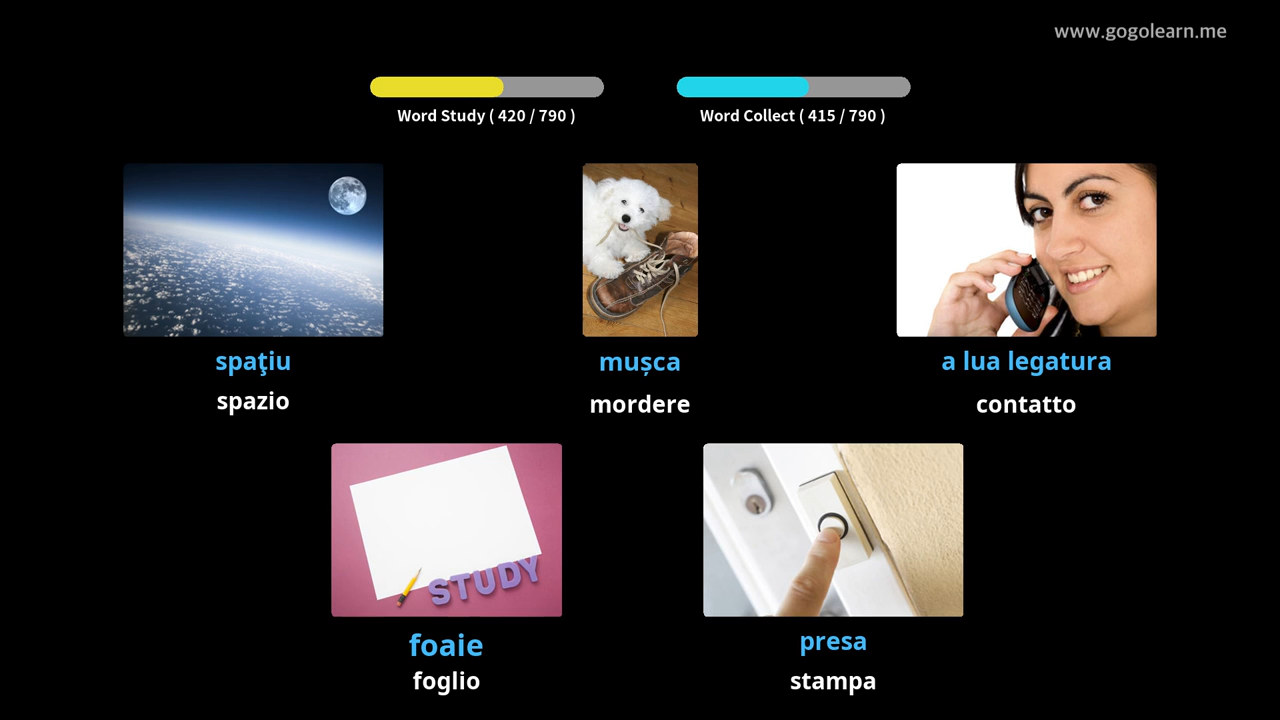 www.gogolearn.me
Word Study ( 420 / 790 )
Word Collect ( 415 / 790 )
spaţiu
spazio
mușca
mordere
a lua legatura
contatto
STUDY
foaie
foglio
presa
stampa